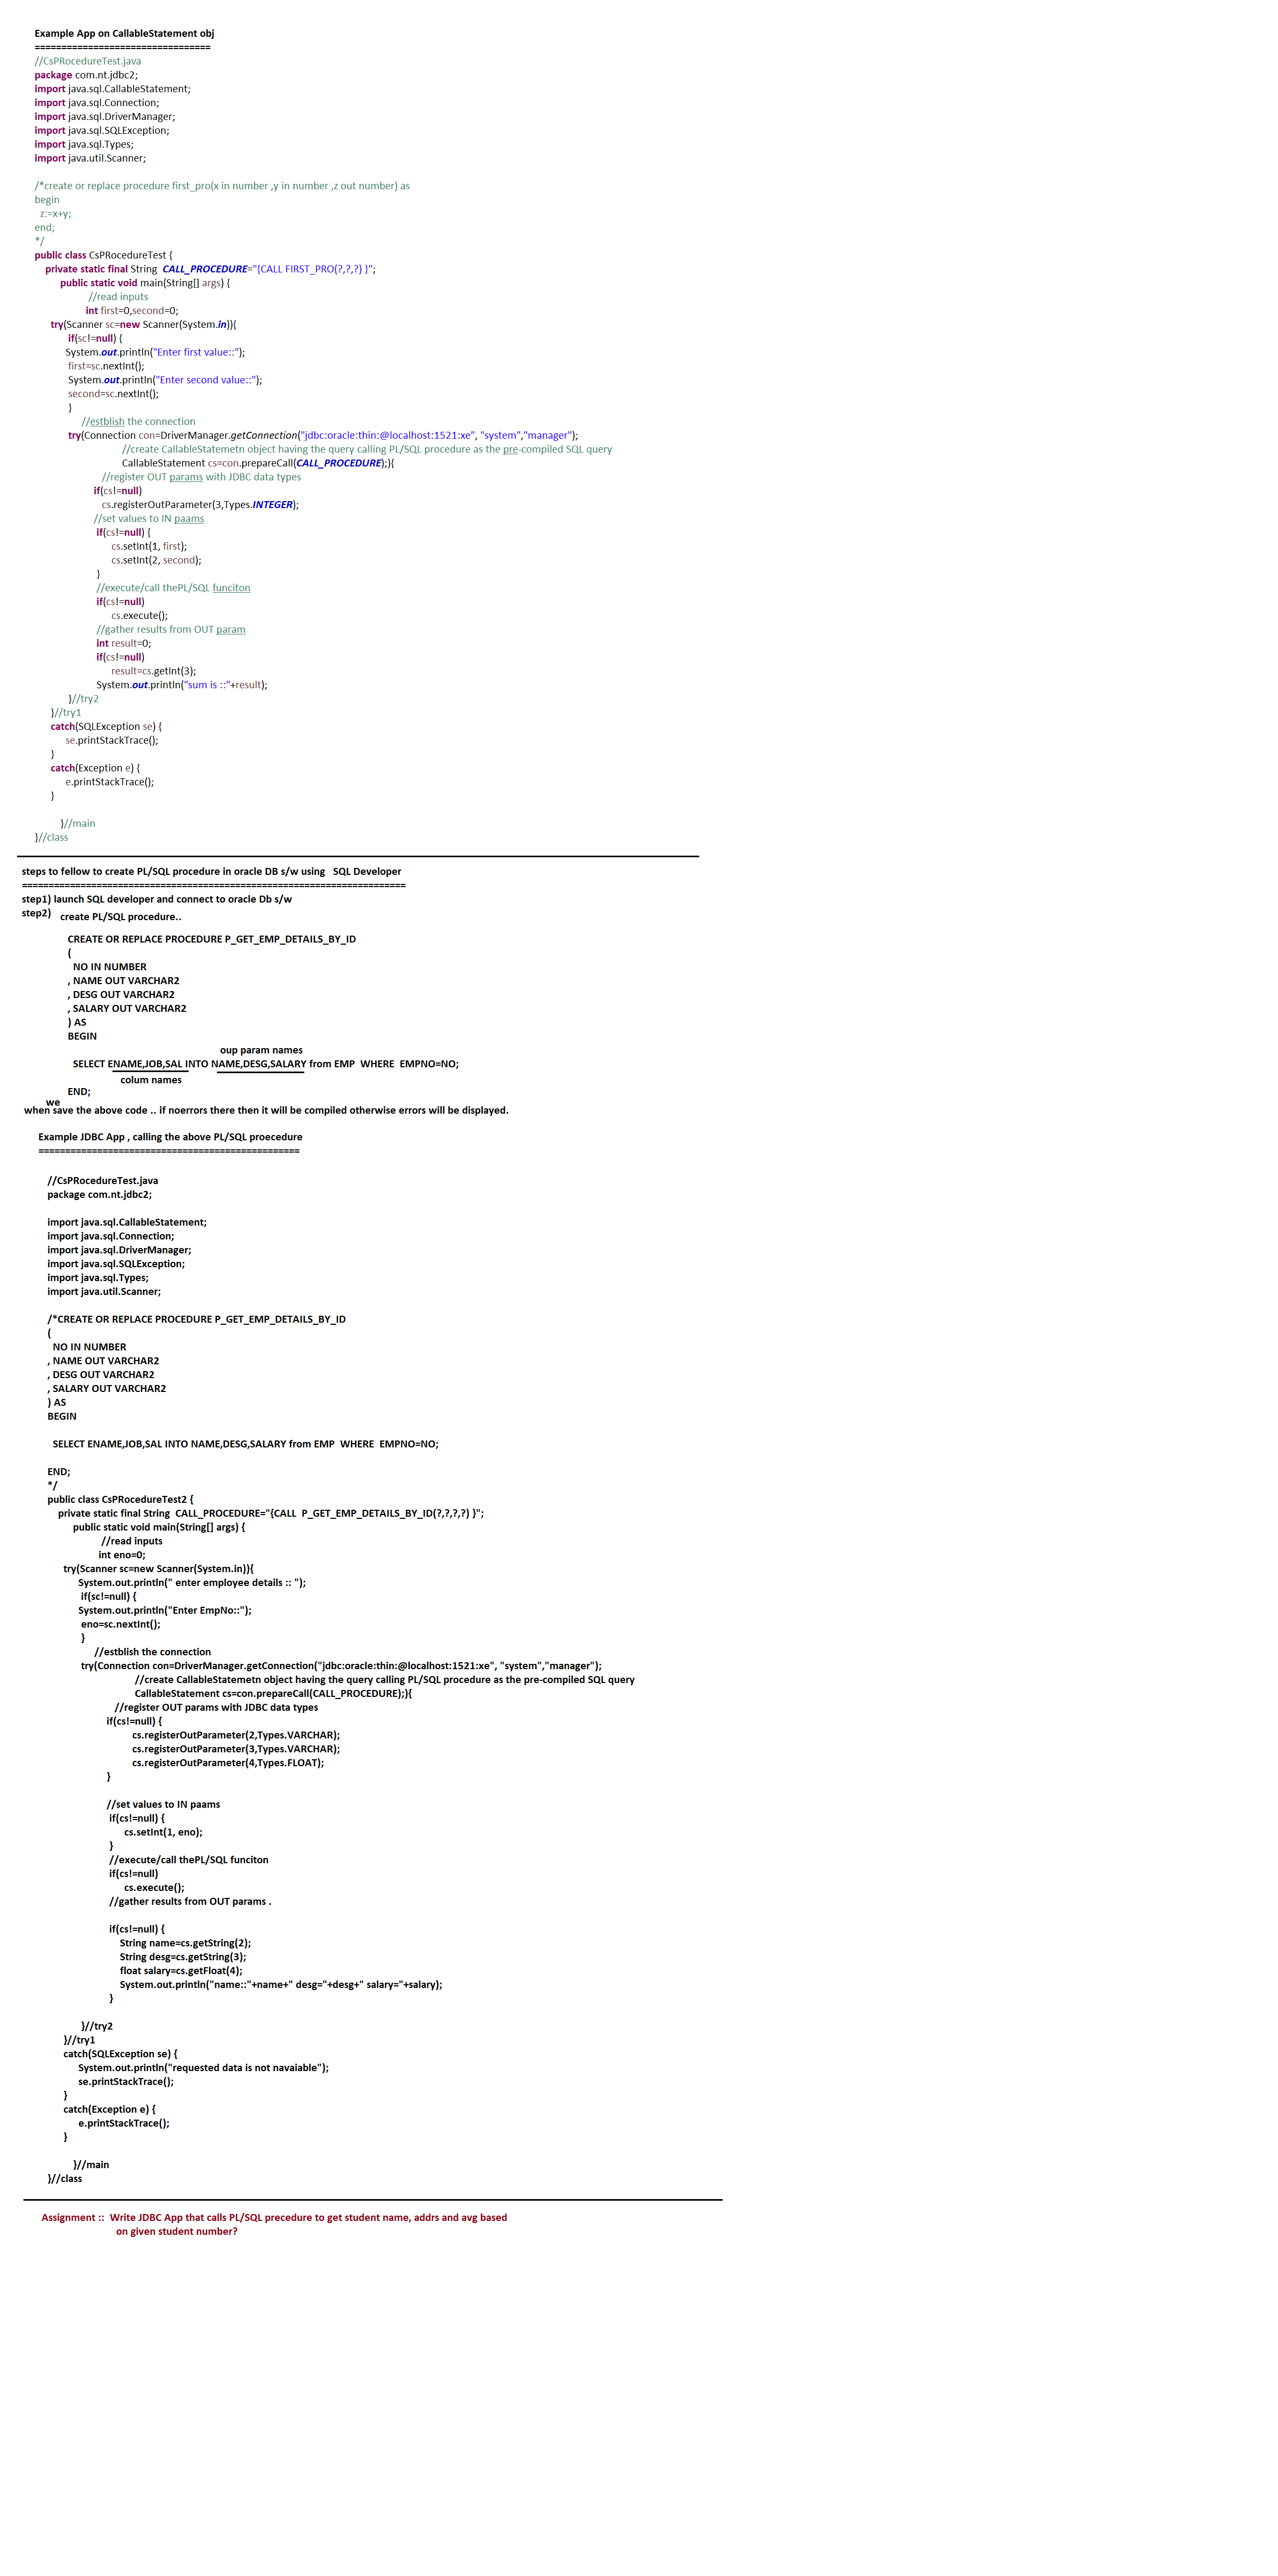 Example App on CallableStatement obj
=================================
//CsPRocedureTest.java
package com.nt.jdbc2;
import java.sql.CallableStatement;
import java.sql.Connection;
import java.sql.DriverManager;
import java.sql.SQLException;
import java.sql.Types;
import java.util.Scanner;
/*create or replace procedure first_pro(x in number ,y in number ,z out number) as
begin
z:=x+y;
end;
*/
public class CsPRocedureTest {
private static final String CALL_PROCEDURE="{CALL FIRST_PRO(?,?,?) }";
public static void main(String[] args) {
//read inputs
int first=0,second=0;
try(Scanner sc=new Scanner(System.in)){
if(sc!=null) {
System.out.println("Enter first value::");
first=sc.nextInt();
System.out.println("Enter second value::");
second=sc.nextInt();
}
//estblish the connection
try(Connection con=DriverManager.getConnection("jdbc:oracle:thin:@localhost:1521:xe", "system","manager");
//create CallableStatemetn object having the query calling PL/SQL procedure as the pre-compiled SQL query
CallableStatement cs=con.prepareCall(CALL_PROCEDURE);){
//register OUT params with JDBC data types
if(cs!=null)
cs.registerOutParameter(3,Types.INTEGER);
//set values to IN paams
if(cs!=null) {
cs.setInt(1, first);
cs.setInt(2, second);
}
//execute/call thePL/SQL funciton
if(cs!=null)
cs.execute();
//gather results from OUT param
int result=0;
if(cs!=null)
result=cs.getInt(3);
System.out.println("sum is ::"+result);
}//try2
}//try1
catch(SQLException se) {
se.printStackTrace();
}
catch(Exception e) {
e.printStackTrace();
}
}//main
}//class
steps to fellow to create PL/SQL procedure in oracle DB s/w using SQL Developer
========================================================================
step1) launch SQL developer and connect to oracle Db s/w
step2) create PL/SQL procedure..
CREATE OR REPLACE PROCEDURE P_GET_EMP_DETAILS_BY_ID
(
NO IN NUMBER
, NAME OUT VARCHAR2
, DESG OUT VARCHAR2
, SALARY OUT VARCHAR2
) AS
BEGIN
oup param names
SELECT ENAME,JOB,SAL INTO NAME,DESG,SALARY from EMP WHERE EMPNO=NO;
colum names
END;
we
when save the above code .. if noerrors there then it will be compiled otherwise errors will be displayed.
Example JDBC App , calling the above PL/SQL proecedure
=================================================
//CsPRocedureTest.java
package com.nt.jdbc2;
import java.sql.CallableStatement;
import java.sql.Connection;
import java.sql.DriverManager;
import java.sql.SQLException;
import java.sql.Types;
import java.util.Scanner;
/*CREATE OR REPLACE PROCEDURE P_GET_EMP_DETAILS_BY_ID
(
NO IN NUMBER
, NAME OUT VARCHAR2
, DESG OUT VARCHAR2
, SALARY OUT VARCHAR2
) AS
BEGIN
SELECT ENAME,JOB,SAL INTO NAME,DESG,SALARY from EMP WHERE EMPNO=NO;
END;
*/
public class CsPRocedureTest2 {
private static final String CALL_PROCEDURE="{CALL P_GET_EMP_DETAILS_BY_ID(?,?,?,?) }";
public static void main(String[] args) {
//read inputs
int eno=0;
try(Scanner sc=new Scanner(System.in)){
System.out.println(" enter employee details :: ");
if(sc!=null) {
System.out.println("Enter EmpNo::");
eno=sc.nextInt();
}
//estblish the connection
try(Connection con=DriverManager.getConnection("jdbc:oracle:thin:@localhost:1521:xe", "system","manager");
//create CallableStatemetn object having the query calling PL/SQL procedure as the pre-compiled SQL query
CallableStatement cs=con.prepareCall(CALL_PROCEDURE);){
//register OUT params with JDBC data types
if(cs!=null) {
cs.registerOutParameter(2,Types.VARCHAR);
cs.registerOutParameter(3,Types.VARCHAR);
cs.registerOutParameter(4,Types.FLOAT);
}
//set values to IN paams
if(cs!=null) {
cs.setInt(1, eno);
}
//execute/call thePL/SQL funciton
if(cs!=null)
cs.execute();
//gather results from OUT params .
if(cs!=null) {
String name=cs.getString(2);
String desg=cs.getString(3);
float salary=cs.getFloat(4);
System.out.println("name::"+name+" desg="+desg+" salary="+salary);
}
}//try2
}//try1
catch(SQLException se) {
System.out.println("requested data is not navaiable");
se.printStackTrace();
}
catch(Exception e) {
e.printStackTrace();
}
}//main
}//class
Assignment :: Write JDBC App that calls PL/SQL precedure to get student name, addrs and avg based
on given student number?